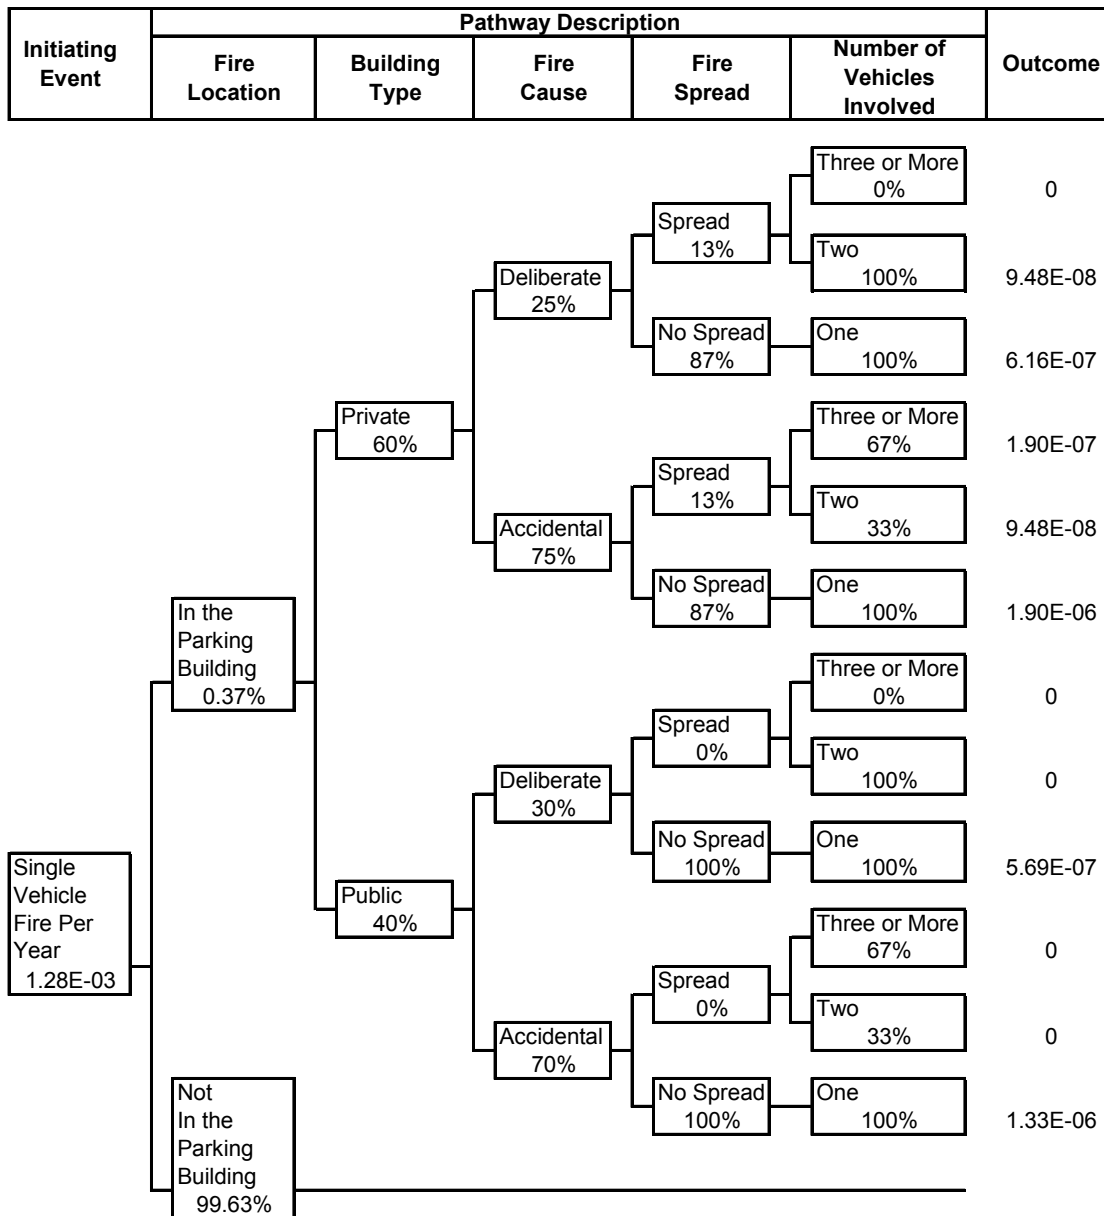 Pathway Description
Initiating
Event
Fire
Location
Building
Type
Fire
Cause
Fire
Spread
Number of
Vehicles
Involved
Outcome
Three or More
0%
0
Spread
13%
Two
100%
9.48E-08
Deliberate
25%
No Spread
87%
One
100%
6.16E-07
Private
60%
Three or More
67%
1.90E-07
Spread
13%
Two
33%
9.48E-08
Accidental
75%
No Spread
87%
One
100%
1.90E-06
In the
Parking
Building
0.37%
Three or More
0%
0
Spread
0%
Two
100%
0
Deliberate
30%
No Spread
100%
One
100%
5.69E-07
Single
Vehicle
Fire Per
Year
1.28E-03
Public
40%
Three or More
67%
0
Spread
0%
Two
33%
0
Accidental
70%
No Spread
100%
One
100%
1.33E-06
Not
In the
Parking
Building
99.63%